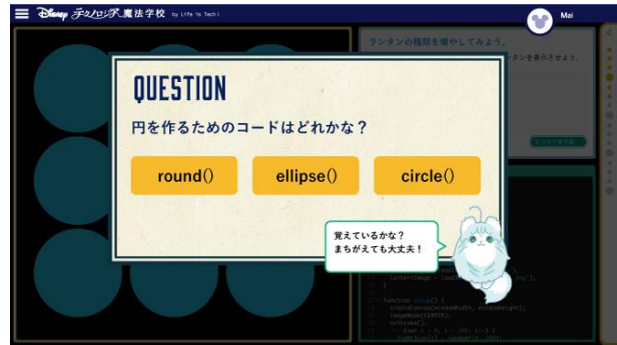 Disney テクノロジア魔法学校 by Life is Tech!
Mai
ランタンの種類を増やしてみよう。
ンタンを表示させよう。
QUESTION
円を作るためのコードはどれかな?
round()
ellipse()
circle()
覚えているかな?
まちがえても大丈夫!
function setup() {
createCanvas(windowWidth, windowHeight);
imageMode(CENTER);
noStroke();